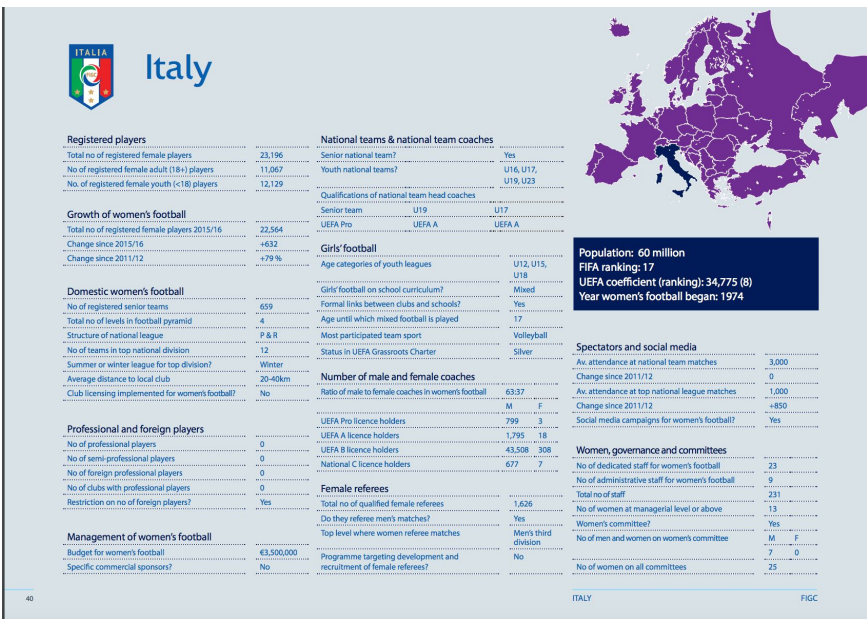 ITALIA
FIGC
Italy
Registered players
Total no of registered female players 23,196
No of registered female adult (18+) players 11,067
No. of registered female youth (<18) players 12,129
Growth of women's football
Total no of registered female players 2015/16 22,564
Change since 2015/16 +632
Change since 2011/12 +79 %
Domestic women's football
No of registered senior teams 659
Total no of levels in football pyramid 4
Structure of national league P & R
No of teams in top national division 12
Summer or winter league for top division? Winter
Average distance to local club 20-40km
Club licensing implemented for women's football? No
Professional and foreign players
No of professional players 0
No of semi-professional players 0
No of foreign professional players 0
No of clubs with professional players 0
Restriction on no of foreign players? Yes
Management of women's football
Budget for women's football €3,500,000
Specific commercial sponsors? No
National teams & national team coaches
Senior national team? Yes
Youth national teams? U16, U17,
U19, U23
Qualifications of national team head coaches
Senior team U19 U17
UEFA Pro UEFA A UEFA A
Girls' football
Age categories of youth leagues U12, U15,
U18
Girls' football on school curriculum? Mixed
Formal links between clubs and schools? Yes
Age until which mixed football is played 17
Most participated team sport Volleyball
Status in UEFA Grassroots Charter Silver
Number of male and female coaches
Ratio of male to female coaches in women's football 63:37
M F
UEFA Pro licence holders 799 3
UEFA A licence holders 1,795 18
UEFA B licence holders 43,508 308
National C licence holders 677 7
Female referees
Total no of qualified female referees 1,626
Do they referee men's matches? Yes
Top level where women referee matches Men's third
division
Programme targeting development and No
recruitment of female referees?
Population: 60 million
FIFA ranking: 17
UEFA coefficient (ranking): 34,775 (8)
Year women's football began: 1974
Spectators and social media
Av. attendance at national team matches 3,000
Change since 2011/12 0
Av. attendance at top national league matches 1,000
Change since 2011/12 +850
Social media campaigns for women's football? Yes
Women, governance and committees
No of dedicated staff for women's football 23
No of administrative staff for women's football 9
Total no of staff 231
No of women at managerial level or above 13
Women's committee? Yes
No of men and women on women's committee M F
7 0
No of women on all committees 25
40
ITALY FIGC